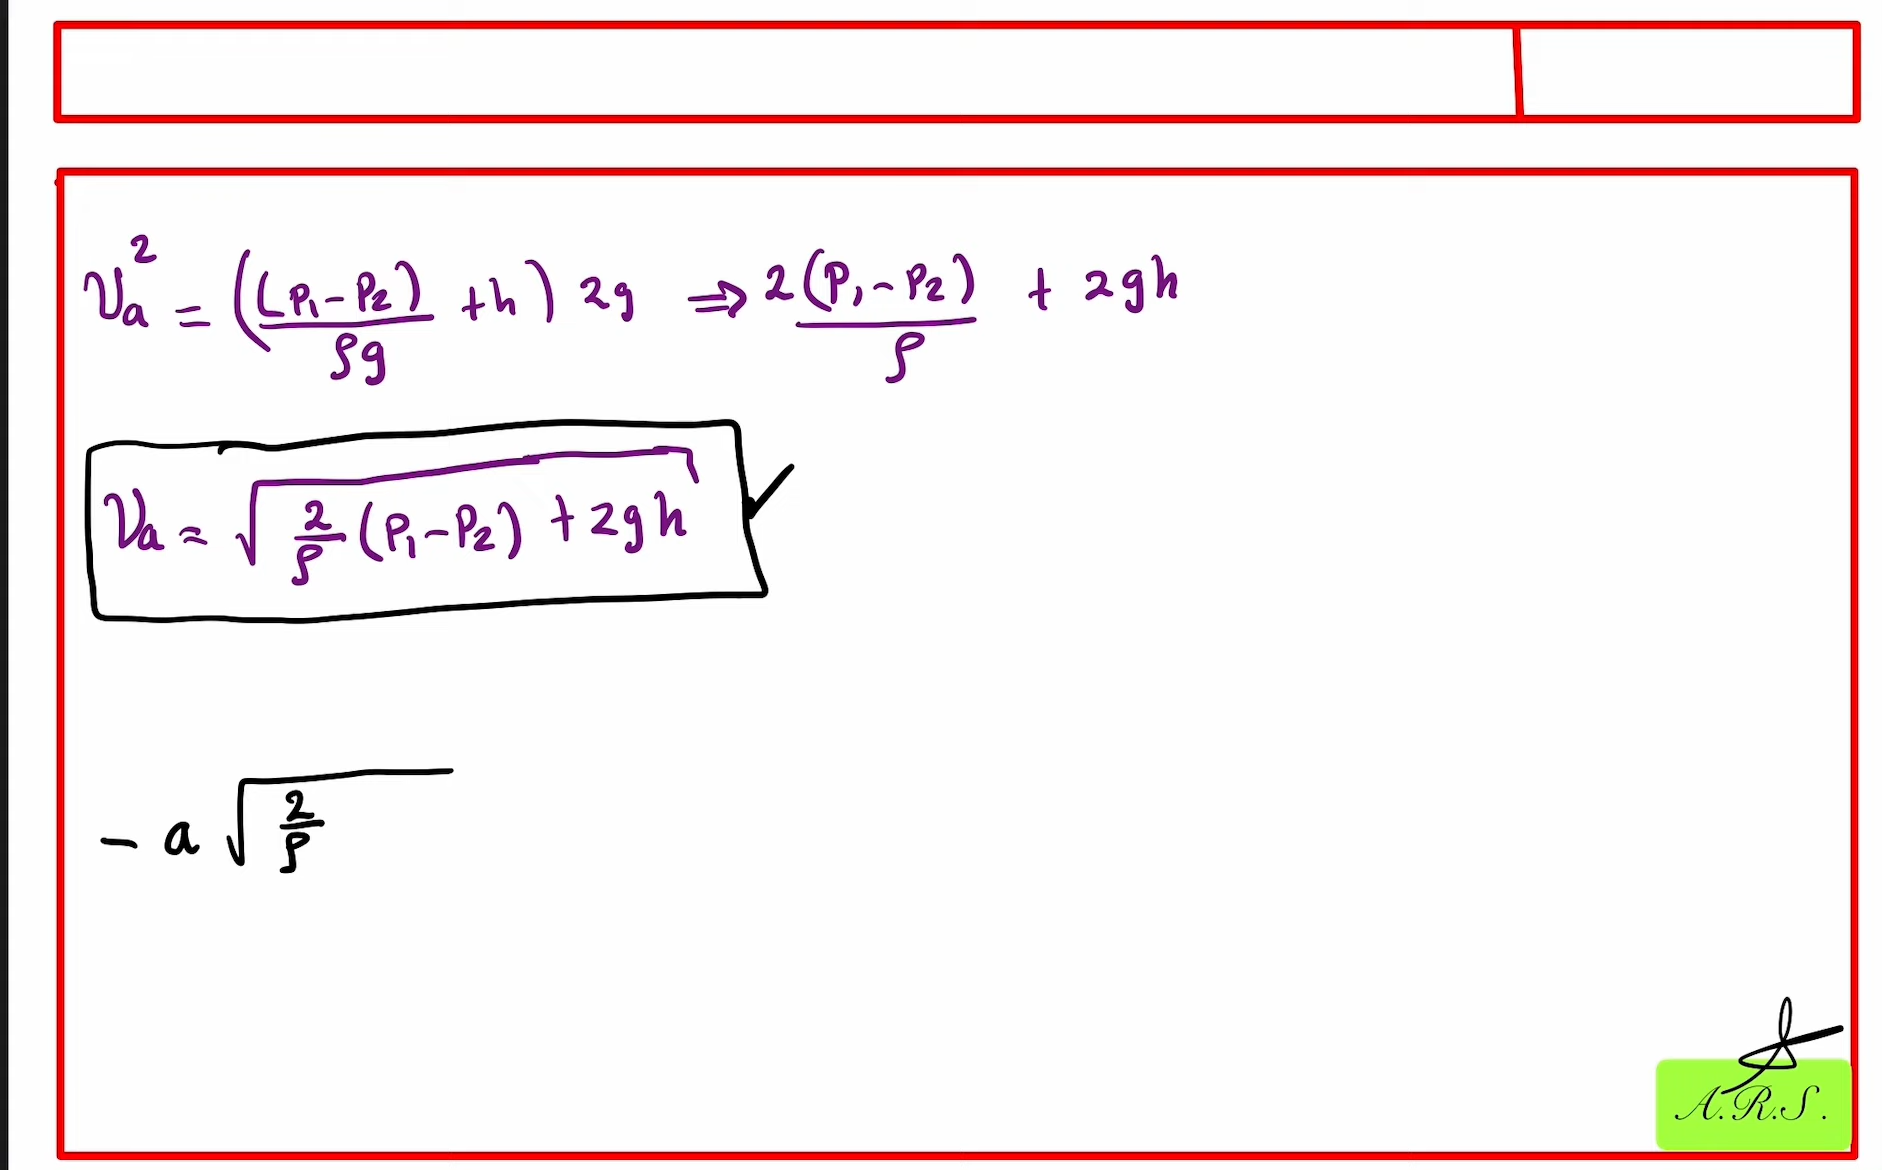 Va² = ((P₁-P₂)/ρg + h) 2g ⇒ 2(P₁-P₂)/ρ + 2gh
Va = √(2/ρ (P₁-P₂) + 2gh)
- a √(2/ρ
A.R.S.